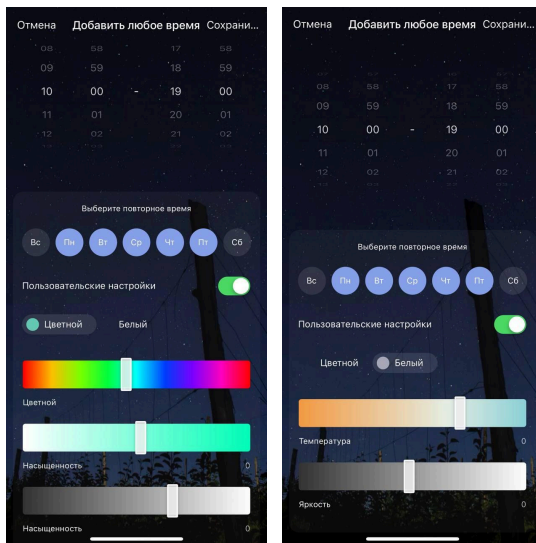 Отмена Добавить любое время Сохрани...
08 58 17 58
09 59 18 59
10 00 - 19 00
11 01 20 01
12 02 21 02
Выберите повторное время
Вс Пн Вт Ср Чт Пт Сб
Пользовательские настройки
Цветной Белый
Цветной
Насыщенность 0
Насыщенность 0
Отмена Добавить любое время Сохрани...
08 58 17 58
09 59 18 59
10 00 - 19 00
11 01 20 01
12 02 21 02
Выберите повторное время
Вс Пн Вт Ср Чт Пт Сб
Пользовательские настройки
Цветной Белый
Температура 0
Яркость 0